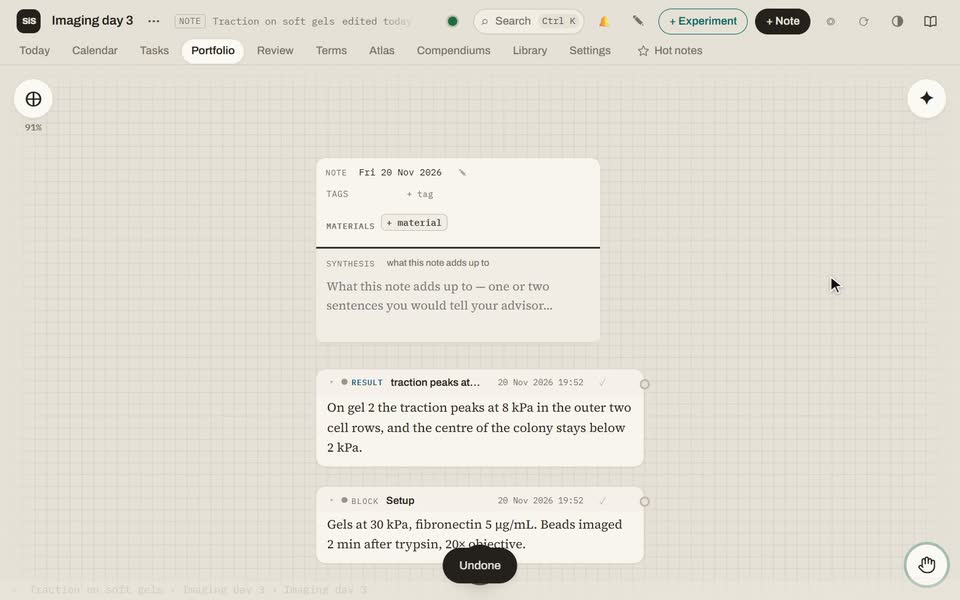 SiS Imaging day 3 ··· NOTE Traction on soft gels edited today Search Ctrl K + Experiment + Note
Today Calendar Tasks Portfolio Review Terms Atlas Compendiums Library Settings Hot notes
91%
NOTE Fri 20 Nov 2026
TAGS + tag
MATERIALS + material
SYNTHESIS what this note adds up to
What this note adds up to — one or two
sentences you would tell your advisor...
RESULT traction peaks at... 20 Nov 2026 19:52 ✓
On gel 2 the traction peaks at 8 kPa in the outer two
cell rows, and the centre of the colony stays below
2 kPa.
BLOCK Setup 20 Nov 2026 19:52 ✓
Gels at 30 kPa, fibronectin 5 µg/mL. Beads imaged
2 min after trypsin, 20× objective.
Undone
Traction on soft gels › Imaging day 3 › Imaging day 3